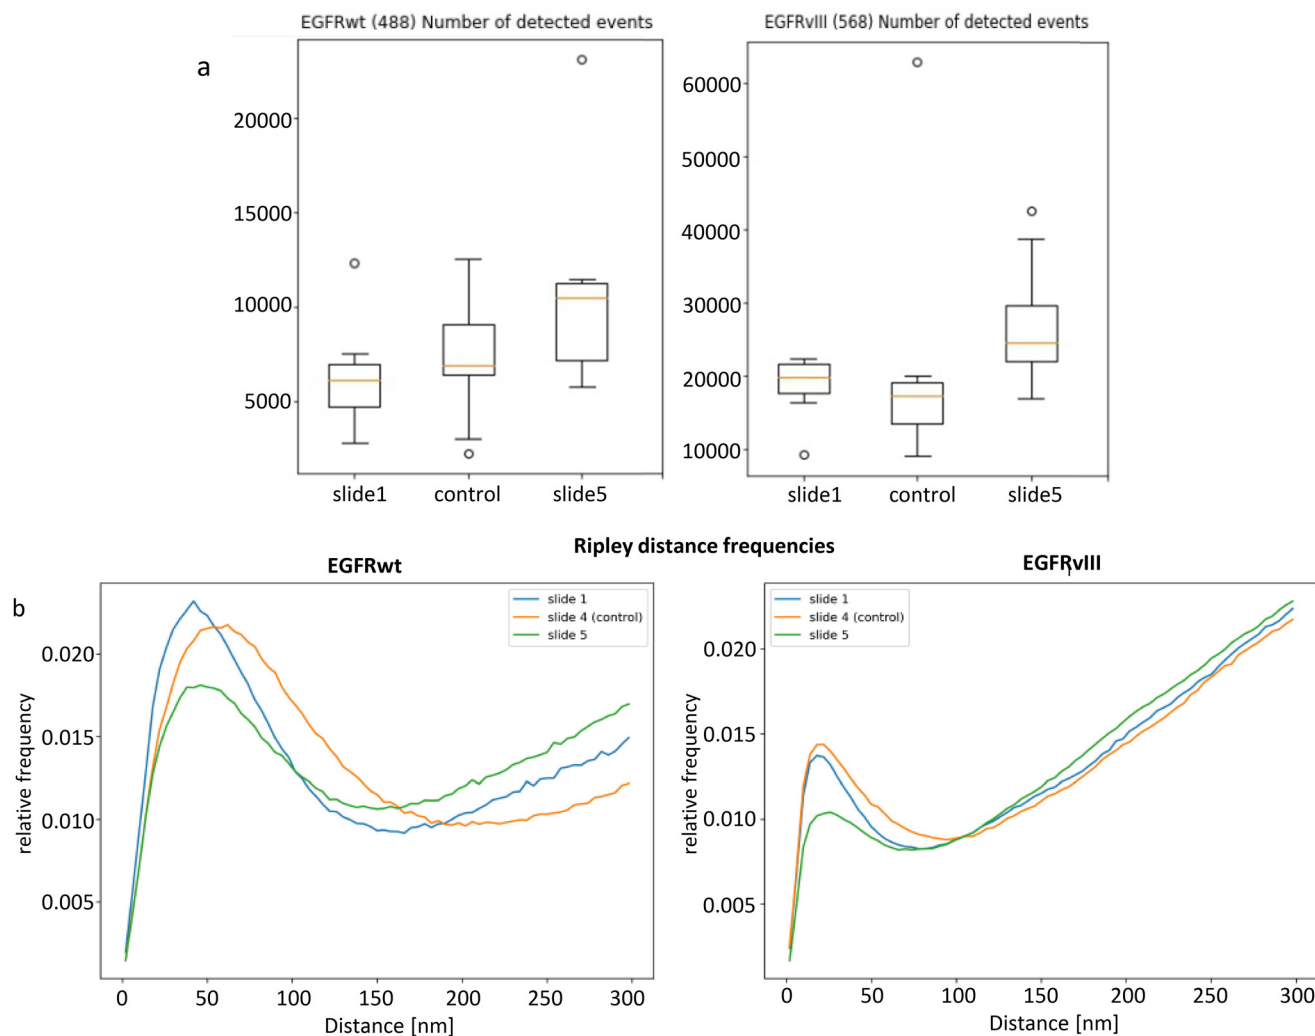 EGFRwt (488) Number of detected events
EGFRvIII (568) Number of detected events
a
20000
15000
10000
5000
slide1
control
slide5
60000
50000
40000
30000
20000
10000
slide1
control
slide5
Ripley distance frequencies
EGFRwt
EGFRvIII
b
slide 1
slide 4 (control)
slide 5
0.020
0.015
0.010
0.005
relative frequency
0
50
100
150
200
250
300
Distance [nm]
slide 1
slide 4 (control)
slide 5
0.020
0.015
0.010
0.005
relative frequency
0
50
100
150
200
250
300
Distance [nm]